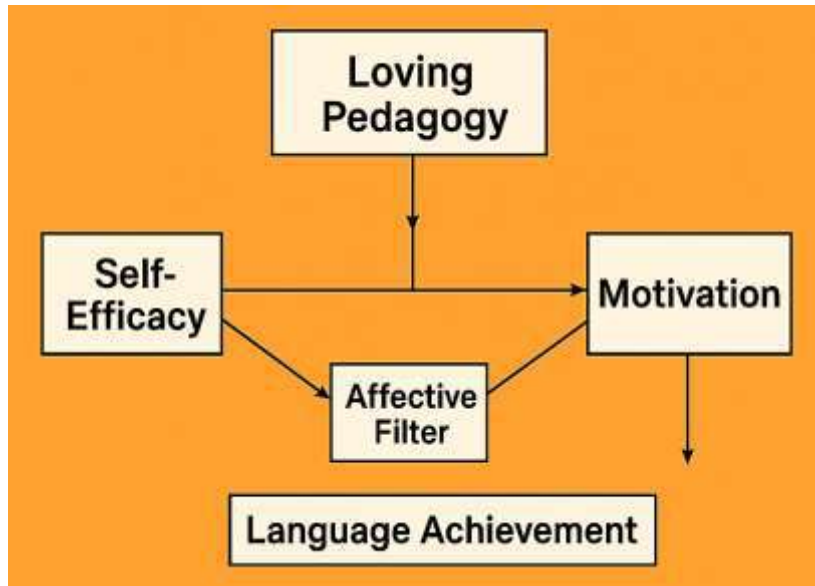 Loving
Pedagogy
Self-
Efficacy
Motivation
Affective
Filter
Language Achievement